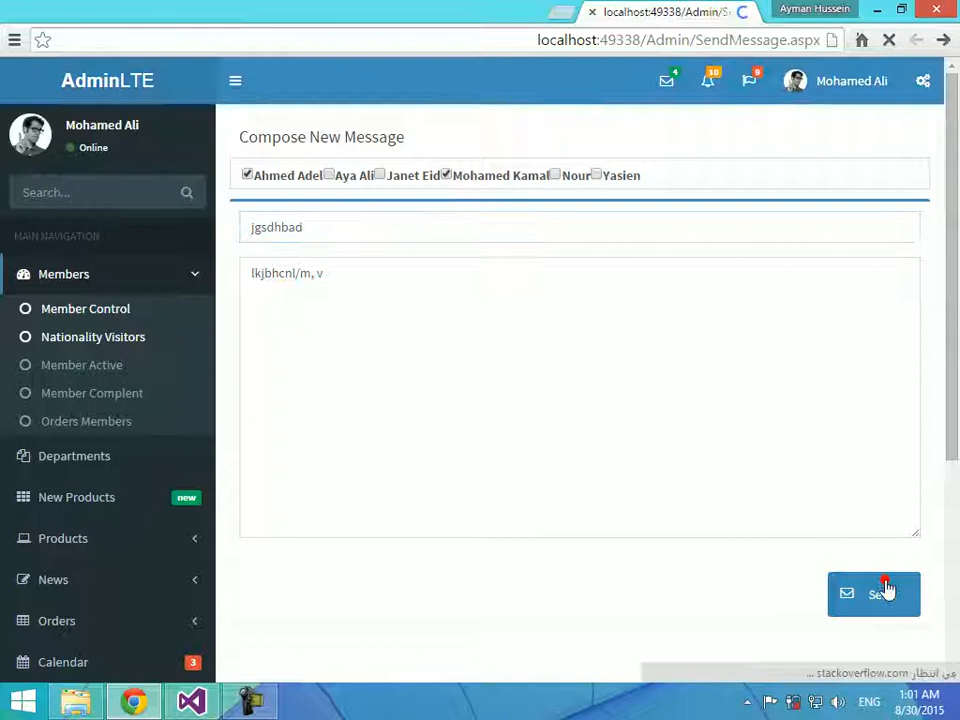 localhost:49338/Admin/S
Ayman Hussein
localhost:49338/Admin/SendMessage.aspx
AdminLTE
4
10
9
Mohamed Ali
Mohamed Ali
Online
Search...
MAIN NAVIGATION
Members
Member Control
Nationality Visitors
Member Active
Member Complent
Orders Members
Departments
New Products
new
Products
News
Orders
Calendar
3
Compose New Message
Ahmed Adel Aya Ali Janet Eid Mohamed Kamal Nour Yasien
jgsdhbad
lkjbhcnl/m, v
في انتظار stackoverflow.com ...
ENG
1:01 AM
8/30/2015